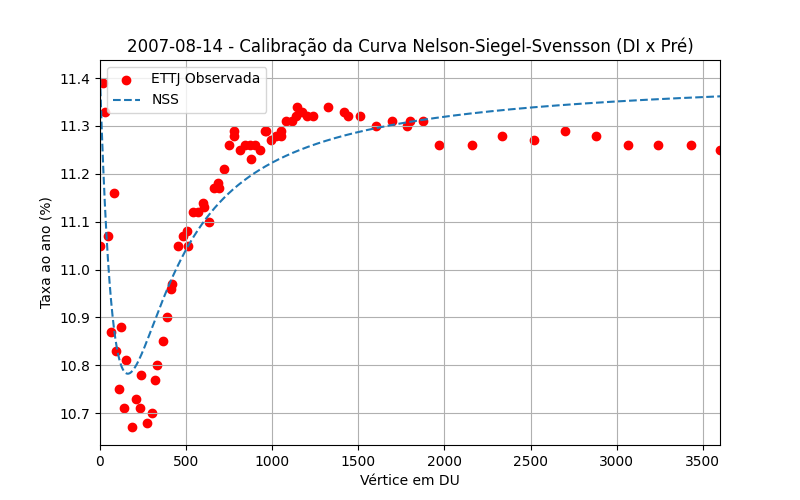 2007-08-14 - Calibração da Curva Nelson-Siegel-Svensson (DI x Pré)
ETTJ Observada
NSS
Taxa ao ano (%)
11.4
11.3
11.2
11.1
11.0
10.9
10.8
10.7
0 500 1000 1500 2000 2500 3000 3500
Vértice em DU